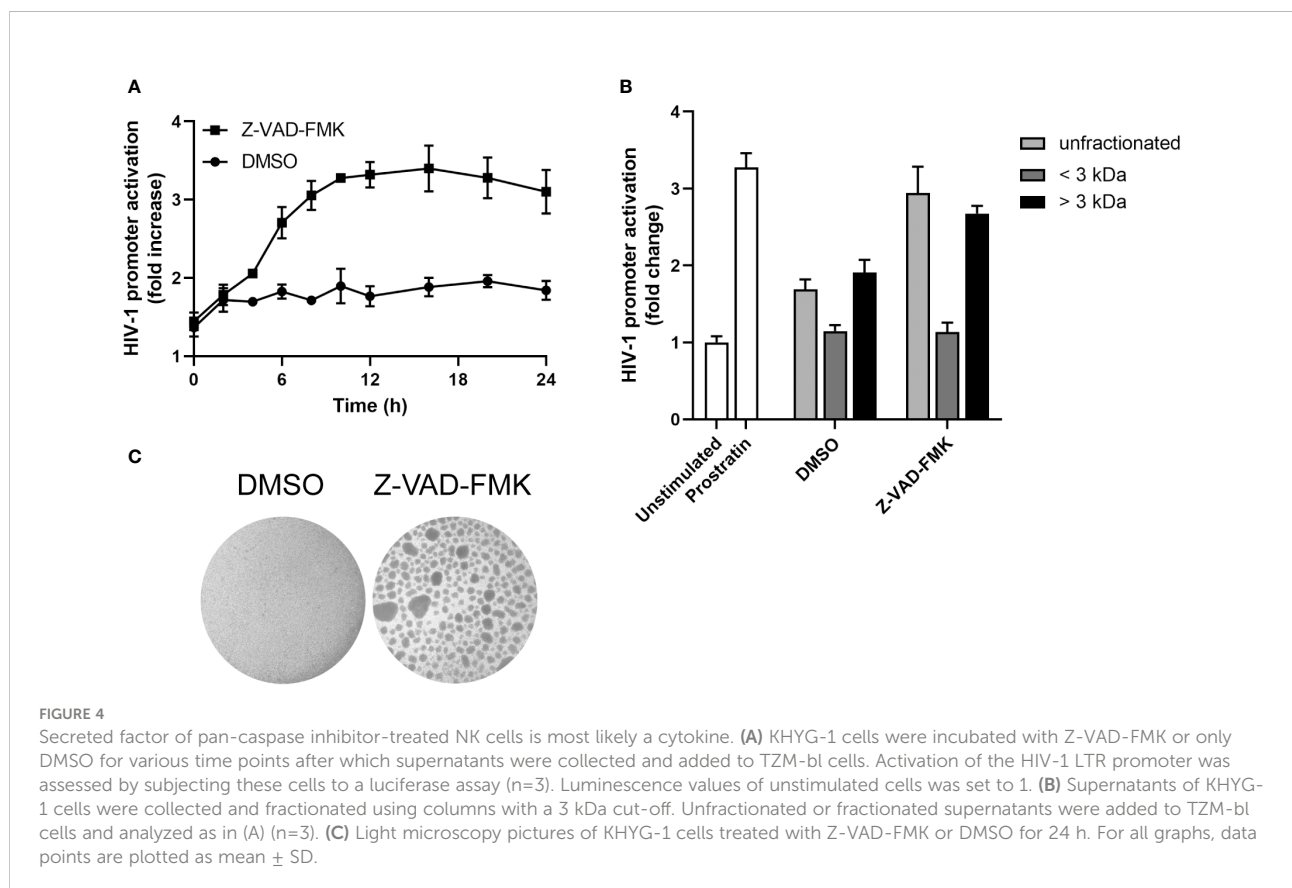 A
Z-VAD-FMK
DMSO
HIV-1 promoter activation
(fold increase)
4
3
2
1
0
6
12
18
24
Time (h)
B
HIV-1 promoter activation
(fold change)
4
3
2
1
0
Unstimulated
Prostratin
DMSO
Z-VAD-FMK
unfractionated
< 3 kDa
> 3 kDa
C
DMSO
Z-VAD-FMK
FIGURE 4
Secreted factor of pan-caspase inhibitor-treated NK cells is most likely a cytokine. (A) KHYG-1 cells were incubated with Z-VAD-FMK or only
DMSO for various time points after which supernatants were collected and added to TZM-bl cells. Activation of the HIV-1 LTR promoter was
assessed by subjecting these cells to a luciferase assay (n=3). Luminescence values of unstimulated cells was set to 1. (B) Supernatants of KHYG-
1 cells were collected and fractionated using columns with a 3 kDa cut-off. Unfractionated or fractionated supernatants were added to TZM-bl
cells and analyzed as in (A) (n=3). (C) Light microscopy pictures of KHYG-1 cells treated with Z-VAD-FMK or DMSO for 24 h. For all graphs, data
points are plotted as mean ± SD.